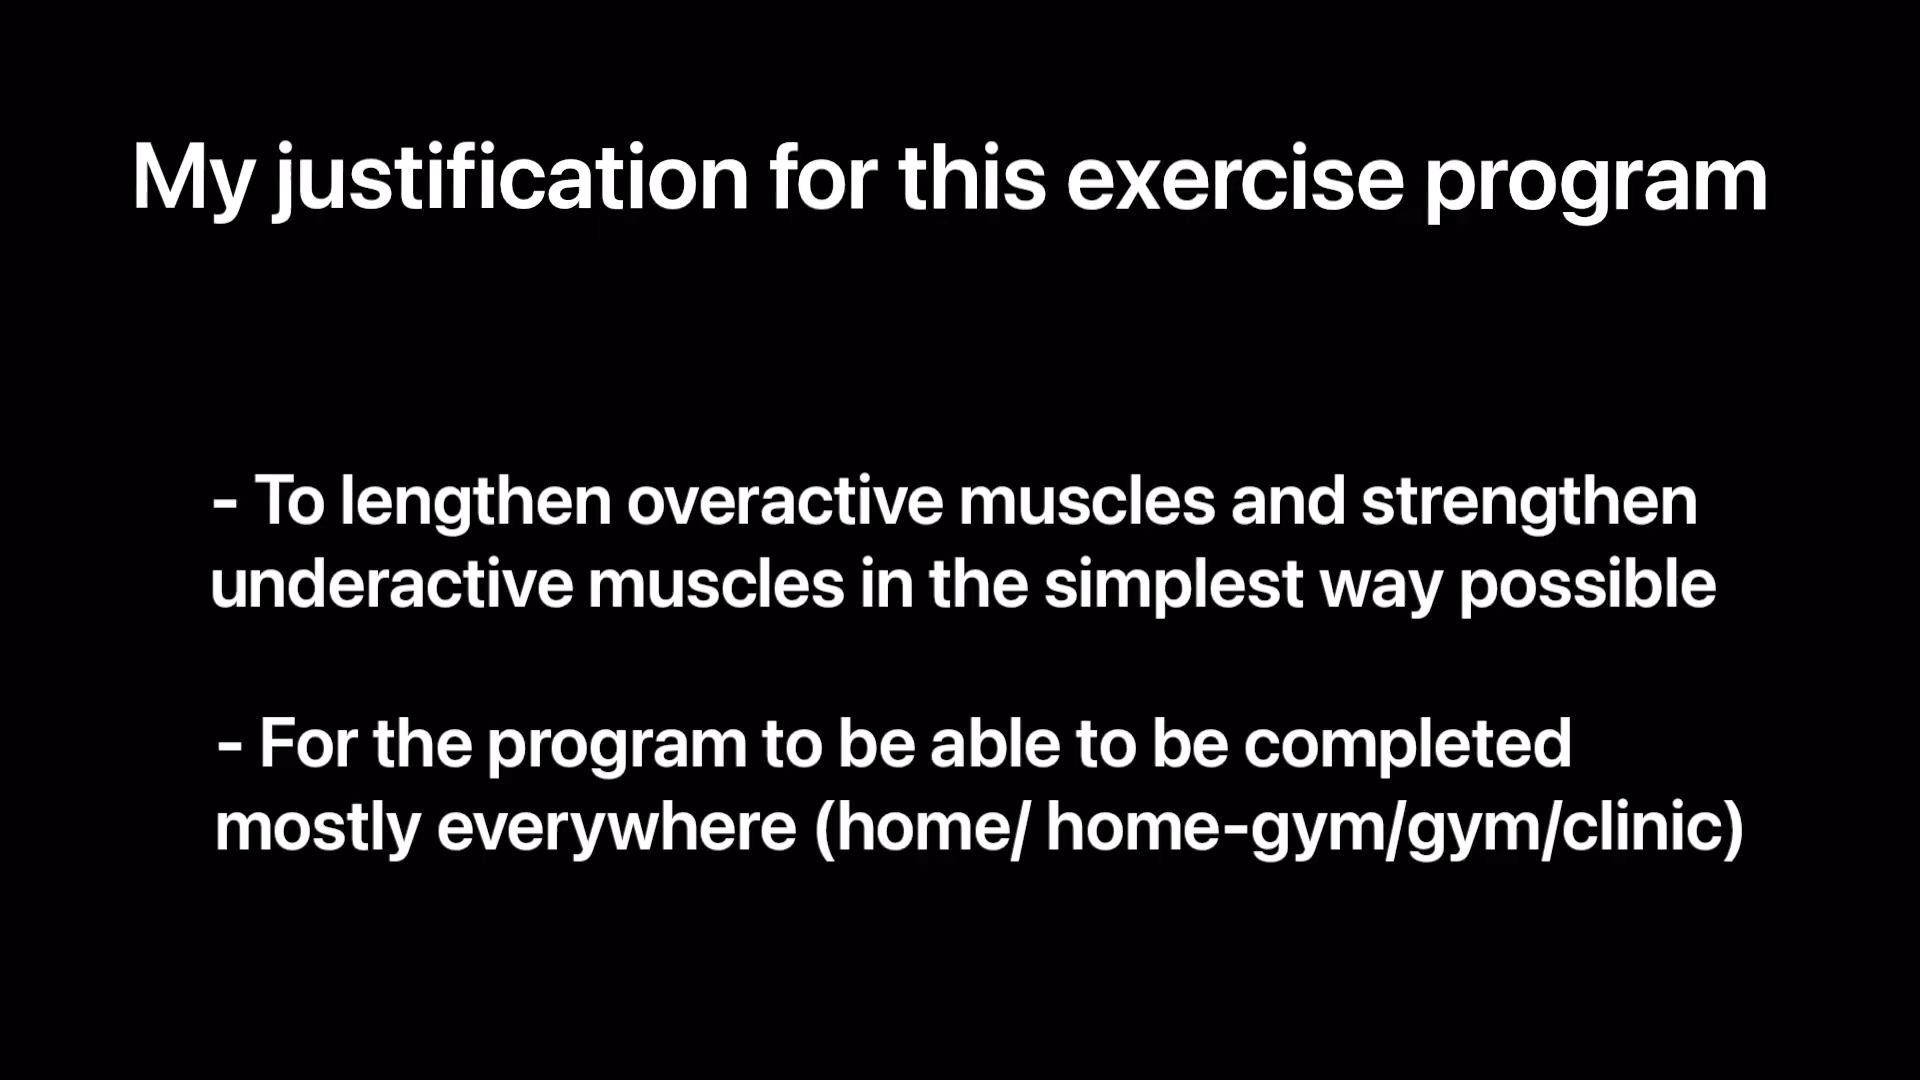 My justification for this exercise program
- To lengthen overactive muscles and strengthen
underactive muscles in the simplest way possible
- For the program to be able to be completed
mostly everywhere (home/ home-gym/gym/clinic)